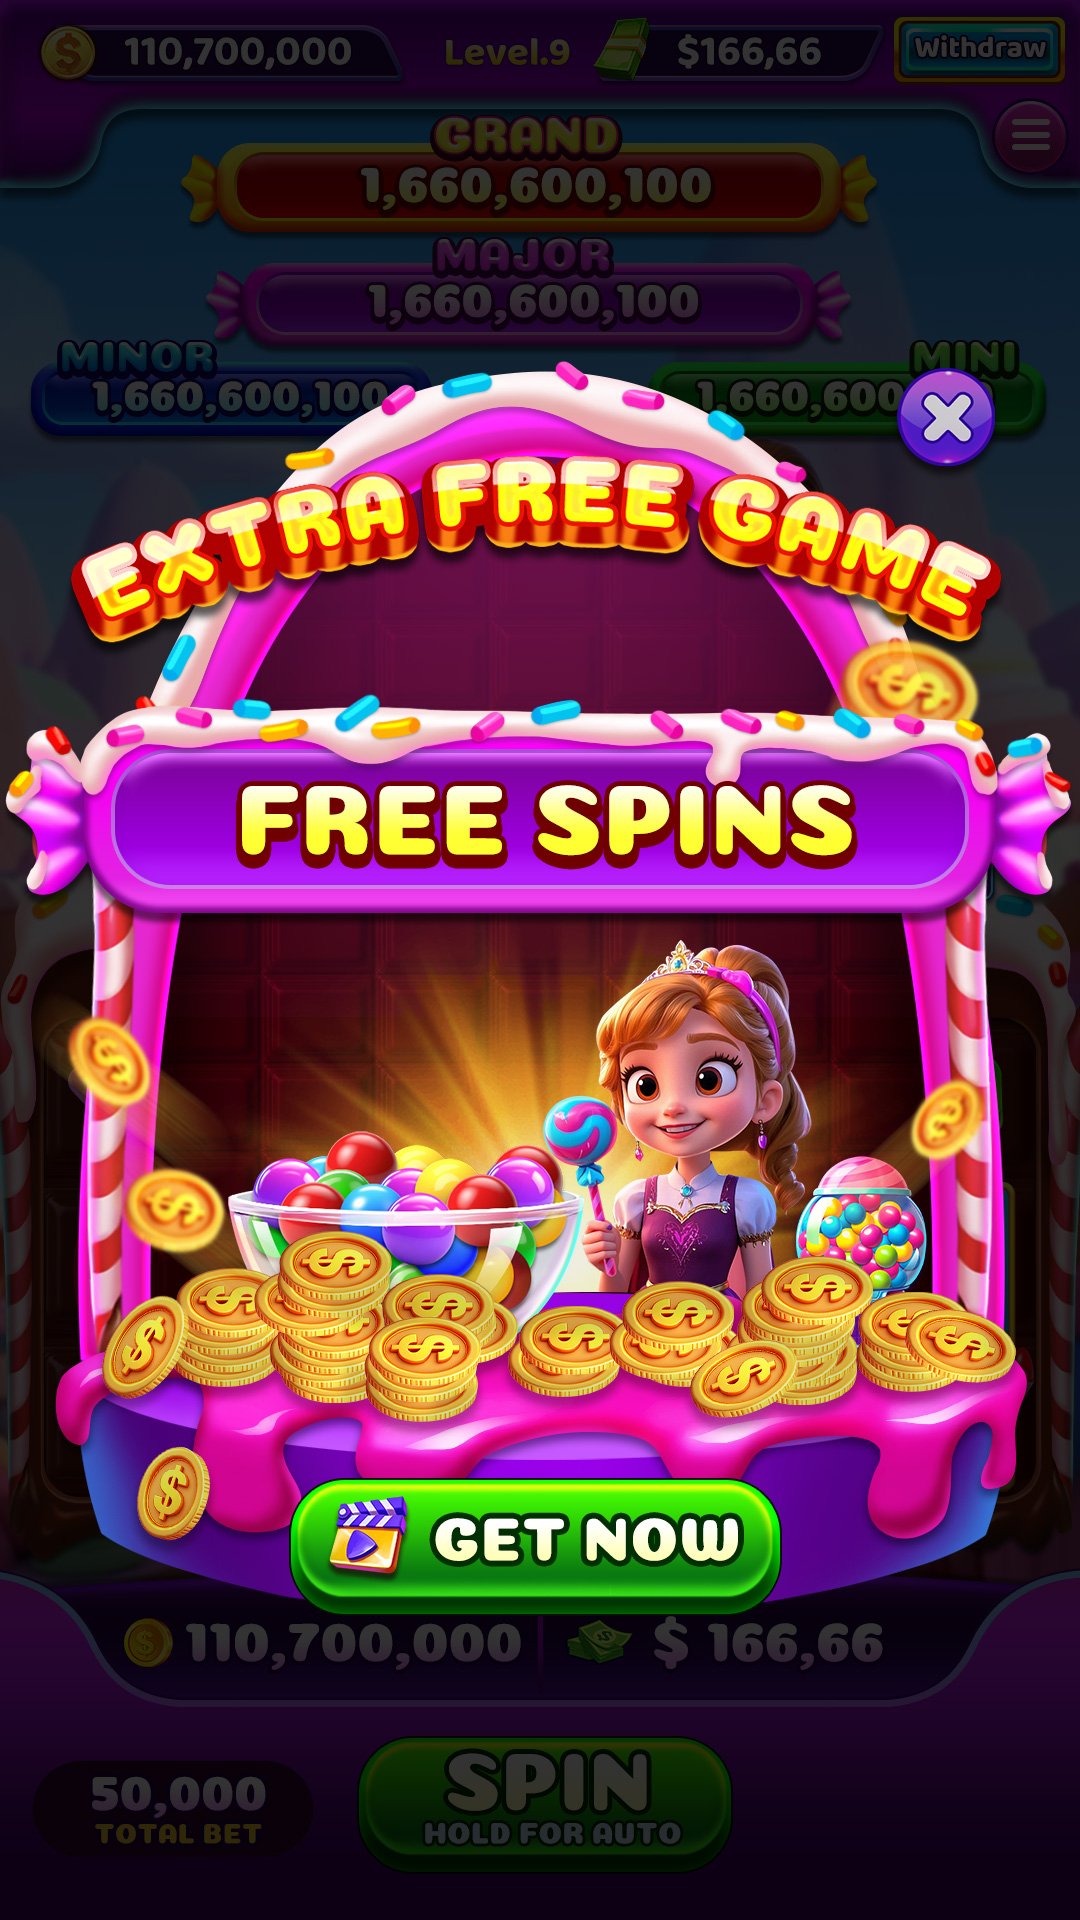 110,700,000
Level.9
$166,66
Withdraw
GRAND
1,660,600,100
MAJOR
1,660,600,100
MINOR
MINI
1,660,600,100
1,660,600
EXTRA FREE GAME
FREE SPINS
GET NOW
110,700,000
$ 166,66
50,000
TOTAL BET
SPIN
HOLD FOR AUTO